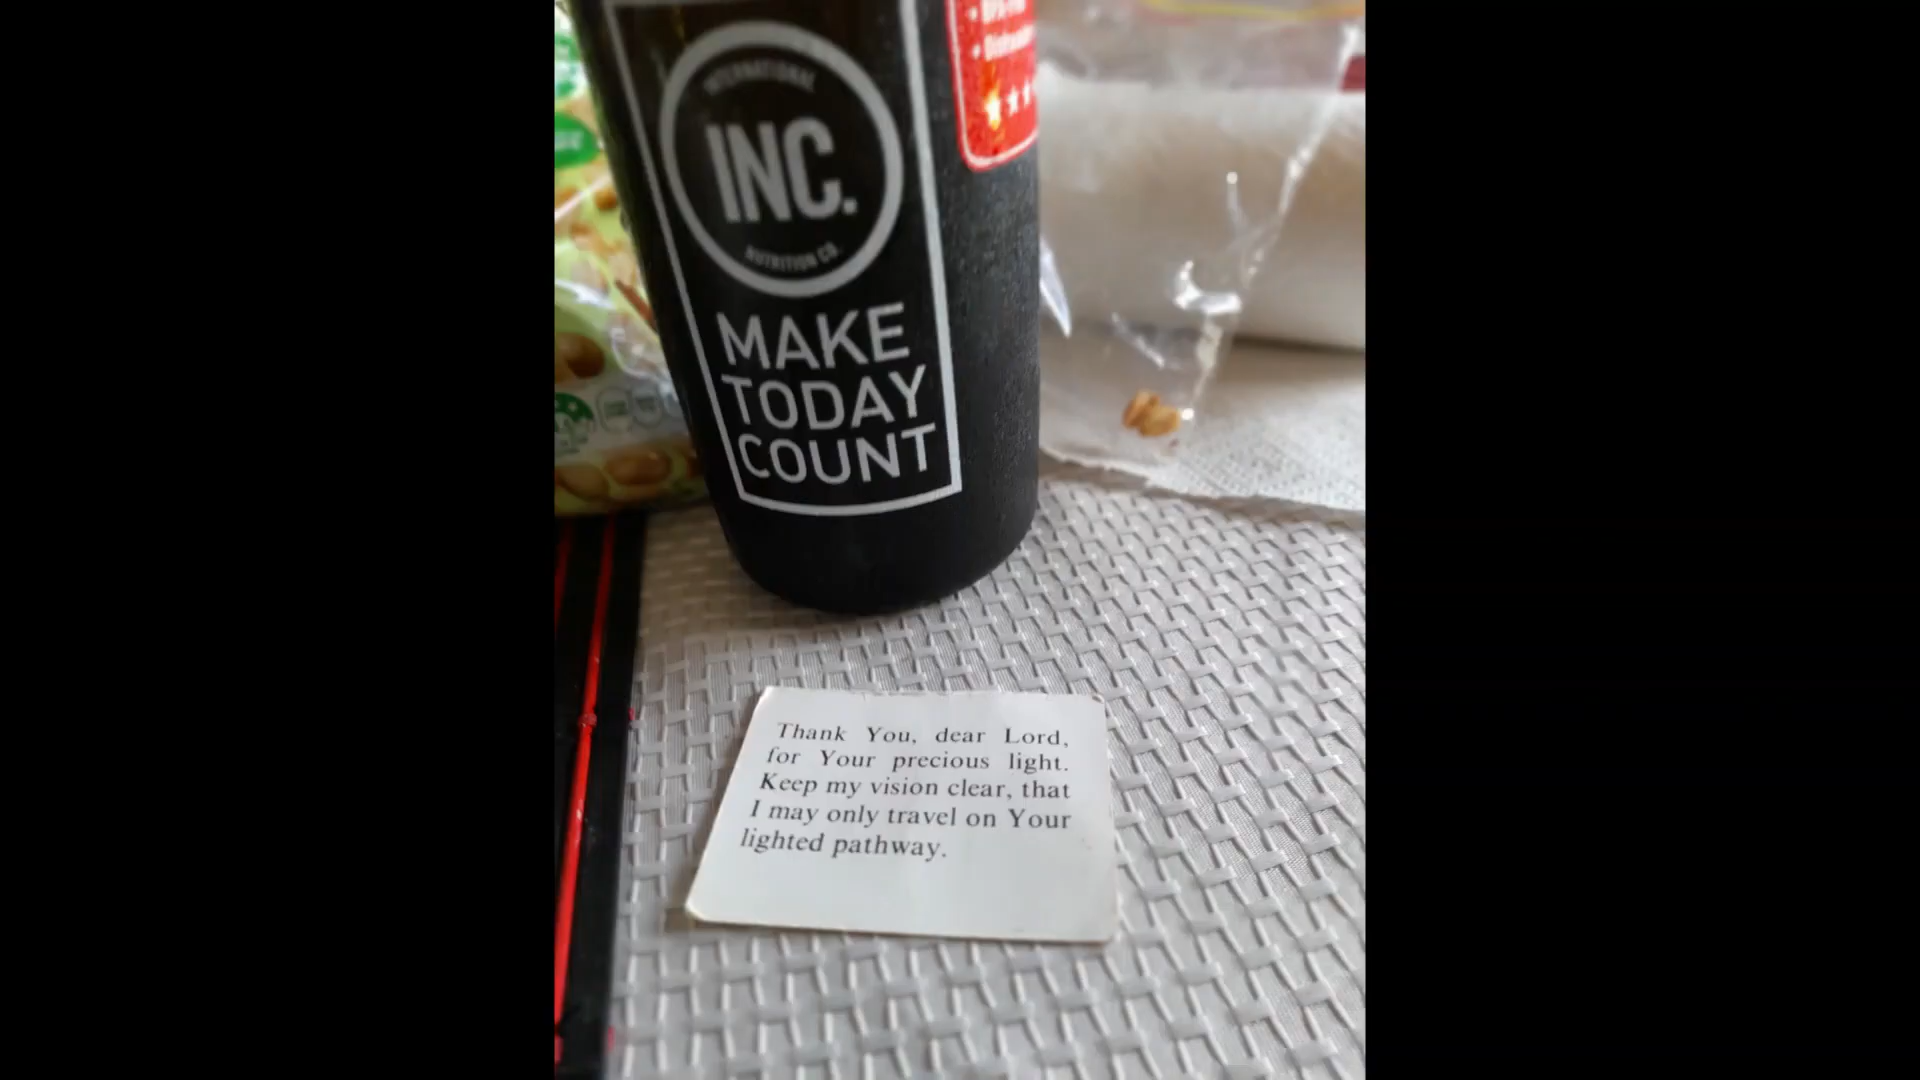 INTERNATIONAL
INC.
NUTRITION CO.
MAKE
TODAY
COUNT
Thank You, dear Lord,
for Your precious light.
Keep my vision clear, that
I may only travel on Your
lighted pathway.